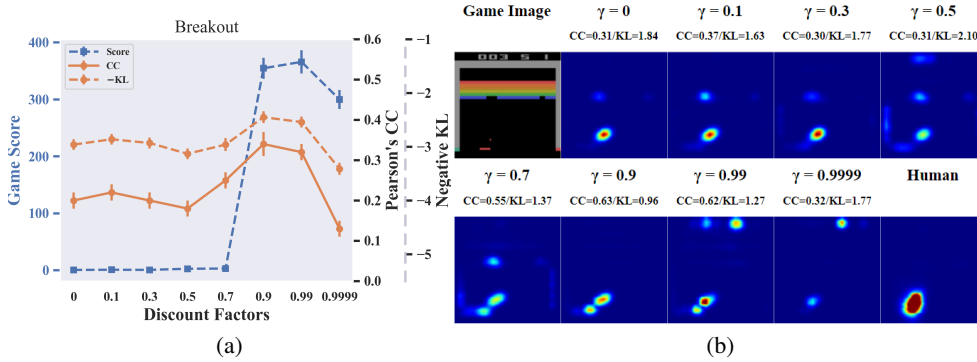 Breakout
400
300
200
100
0
Game Score
Score
CC
−KL
0 0.1 0.3 0.5 0.7 0.9 0.99 0.9999
Discount Factors
0.6
0.5
0.4
0.3
0.2
0.1
0.0
Pearson's CC
−1
−2
−3
−4
−5
Negative KL
(a)
Game Image γ = 0 γ = 0.1 γ = 0.3 γ = 0.5
CC=0.31/KL=1.84 CC=0.37/KL=1.63 CC=0.30/KL=1.77 CC=0.31/KL=2.10
003 5 1
γ = 0.7 γ = 0.9 γ = 0.99 γ = 0.9999 Human
CC=0.55/KL=1.37 CC=0.63/KL=0.96 CC=0.62/KL=1.27 CC=0.32/KL=1.77
(b)